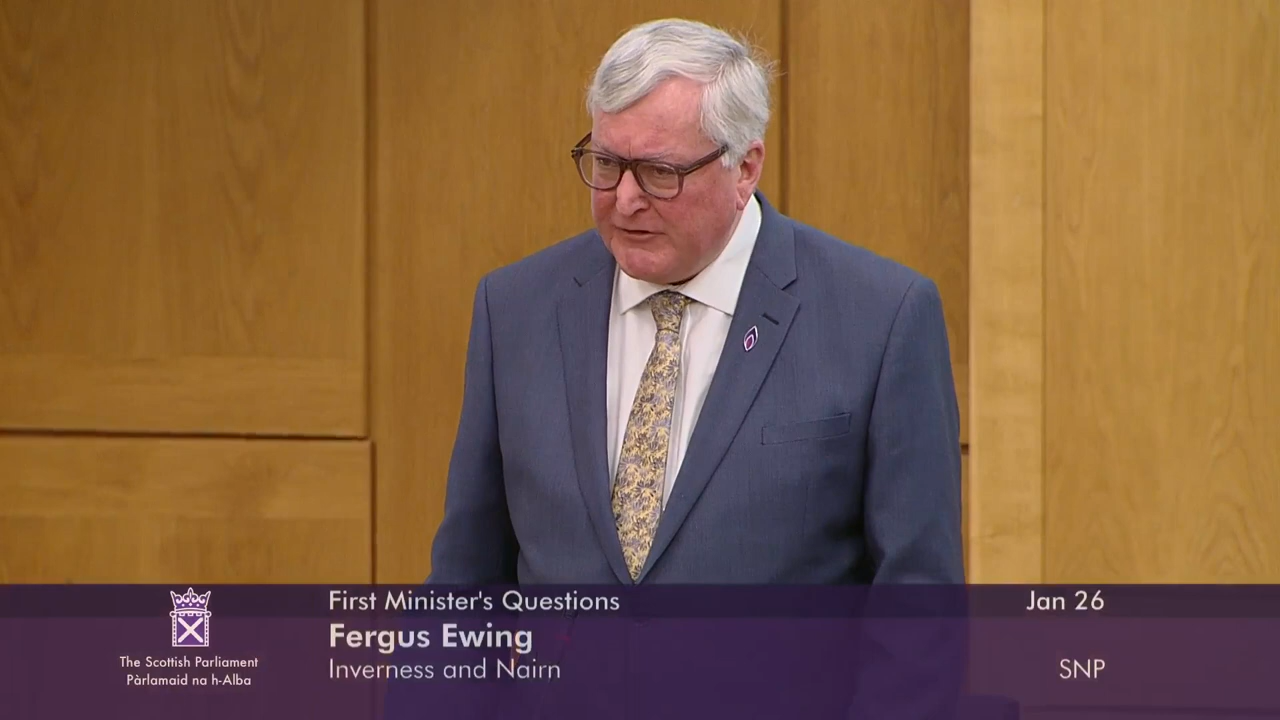 First Minister's Questions
Jan 26
Fergus Ewing
Inverness and Nairn
SNP
The Scottish Parliament
Pàrlamaid na h-Alba